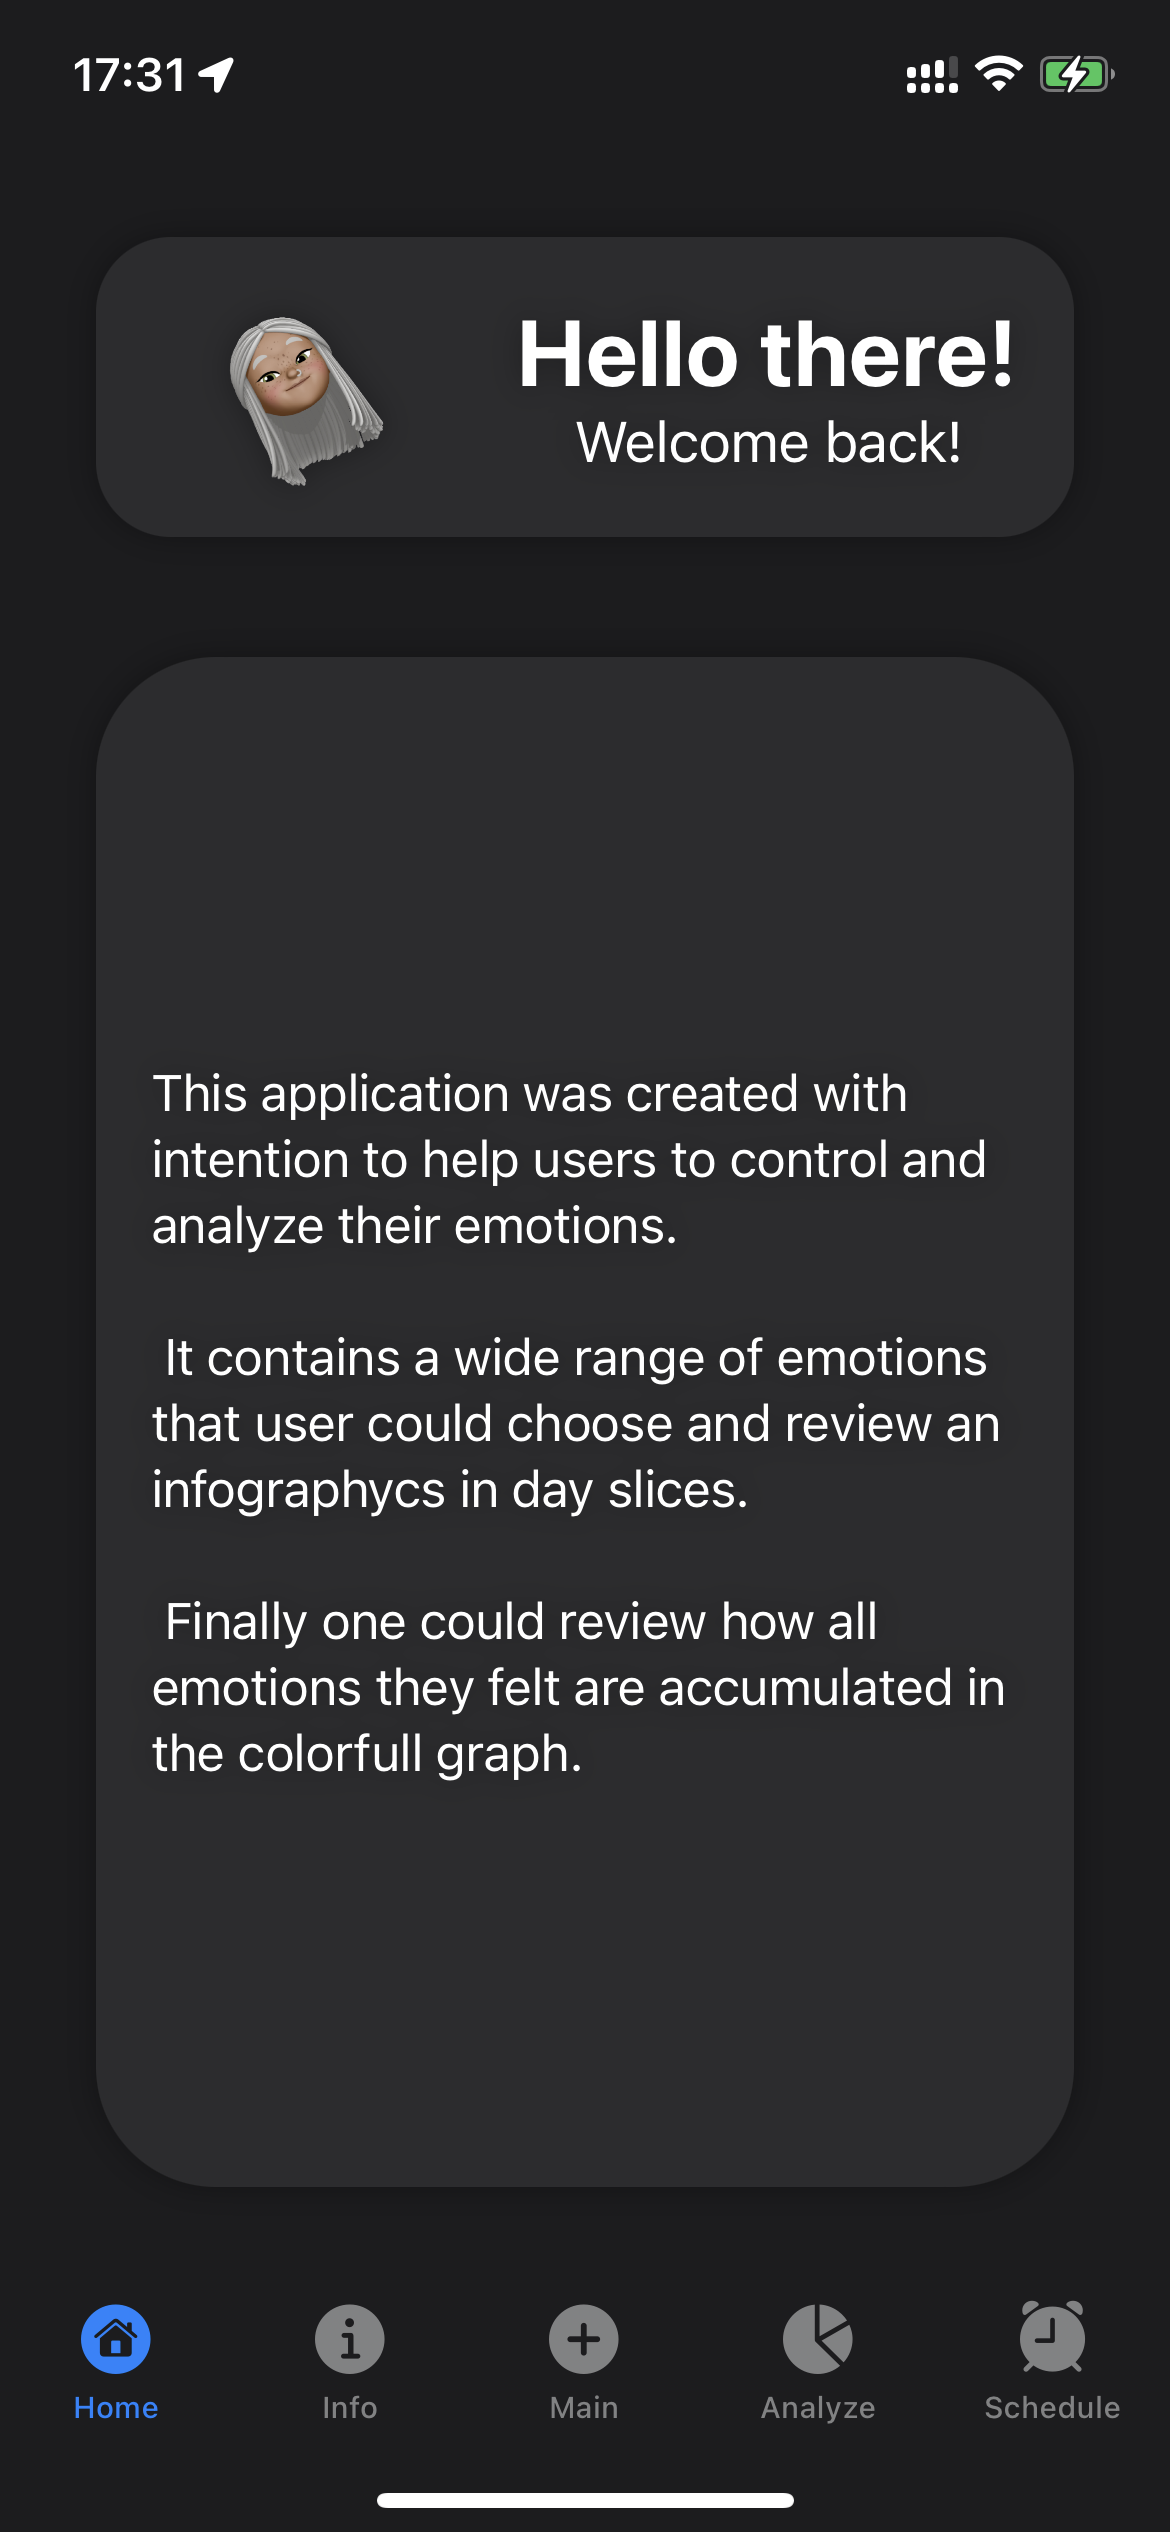 17:31
Hello there!
Welcome back!
This application was created with
intention to help users to control and
analyze their emotions.
It contains a wide range of emotions
that user could choose and review an
infographycs in day slices.
Finally one could review how all
emotions they felt are accumulated in
the colorfull graph.
Home
Info
Main
Analyze
Schedule